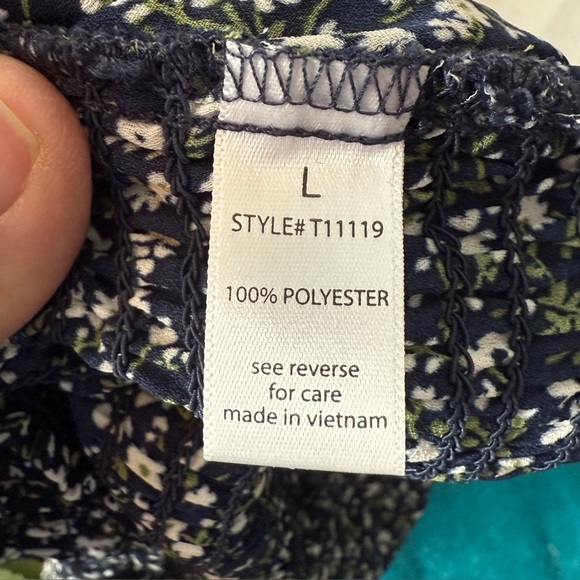 L
STYLE# T11119
100% POLYESTER
see reverse
for care
made in vietnam